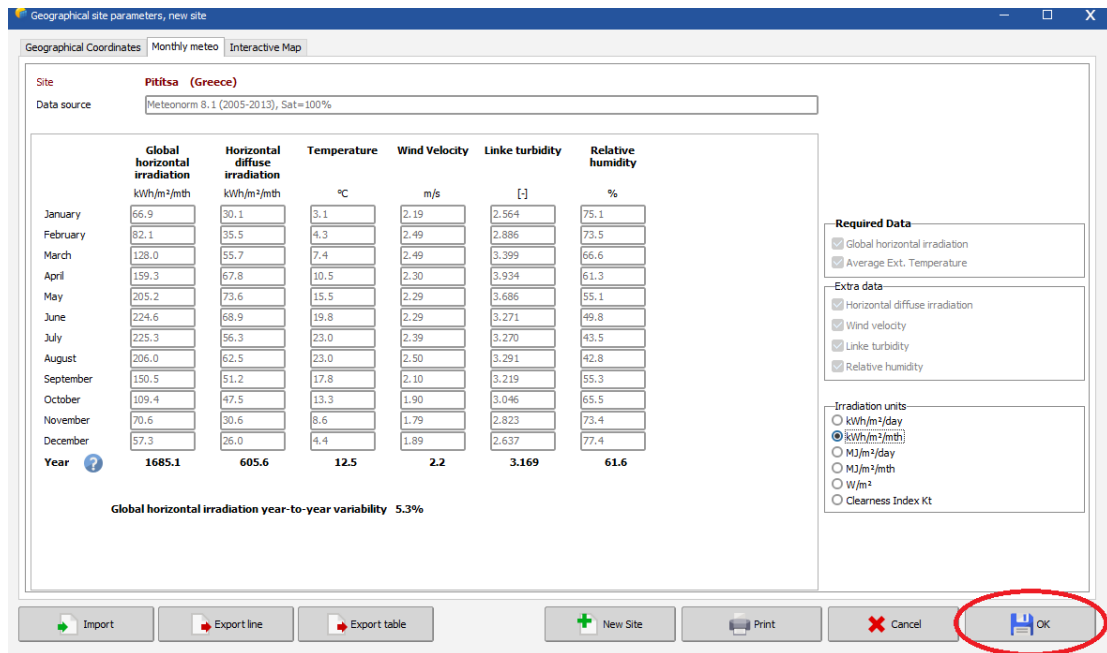 Geographical site parameters, new site
Geographical Coordinates Monthly meteo Interactive Map
Site Pitítsa (Greece)
Data source Meteonorm 8.1 (2005-2013), Sat=100%
Global horizontal irradiation Horizontal diffuse irradiation Temperature Wind Velocity Linke turbidity Relative humidity
kWh/m²/mth kWh/m²/mth °C m/s [-] %
January 66.9 30.1 3.1 2.19 2.564 75.1
February 82.1 35.5 4.3 2.49 2.886 73.5
March 128.0 55.7 7.4 2.49 3.399 66.6
April 159.3 67.8 10.5 2.30 3.934 61.3
May 205.2 73.6 15.5 2.29 3.686 55.1
June 224.6 68.9 19.8 2.29 3.271 49.8
July 225.3 56.3 23.0 2.39 3.270 43.5
August 206.0 62.5 23.0 2.50 3.291 42.8
September 150.5 51.2 17.8 2.10 3.219 55.3
October 109.4 47.5 13.3 1.90 3.046 65.5
November 70.6 30.6 8.6 1.79 2.823 73.4
December 57.3 26.0 4.4 1.89 2.637 77.4
Year ? 1685.1 605.6 12.5 2.2 3.169 61.6
Global horizontal irradiation year-to-year variability 5.3%
Required Data
Global horizontal irradiation
Average Ext. Temperature
Extra data
Horizontal diffuse irradiation
Wind velocity
Linke turbidity
Relative humidity
Irradiation units
kWh/m²/day
kWh/m²/mth
MJ/m²/day
MJ/m²/mth
W/m²
Clearness Index Kt
Import Export line Export table New Site Print Cancel OK